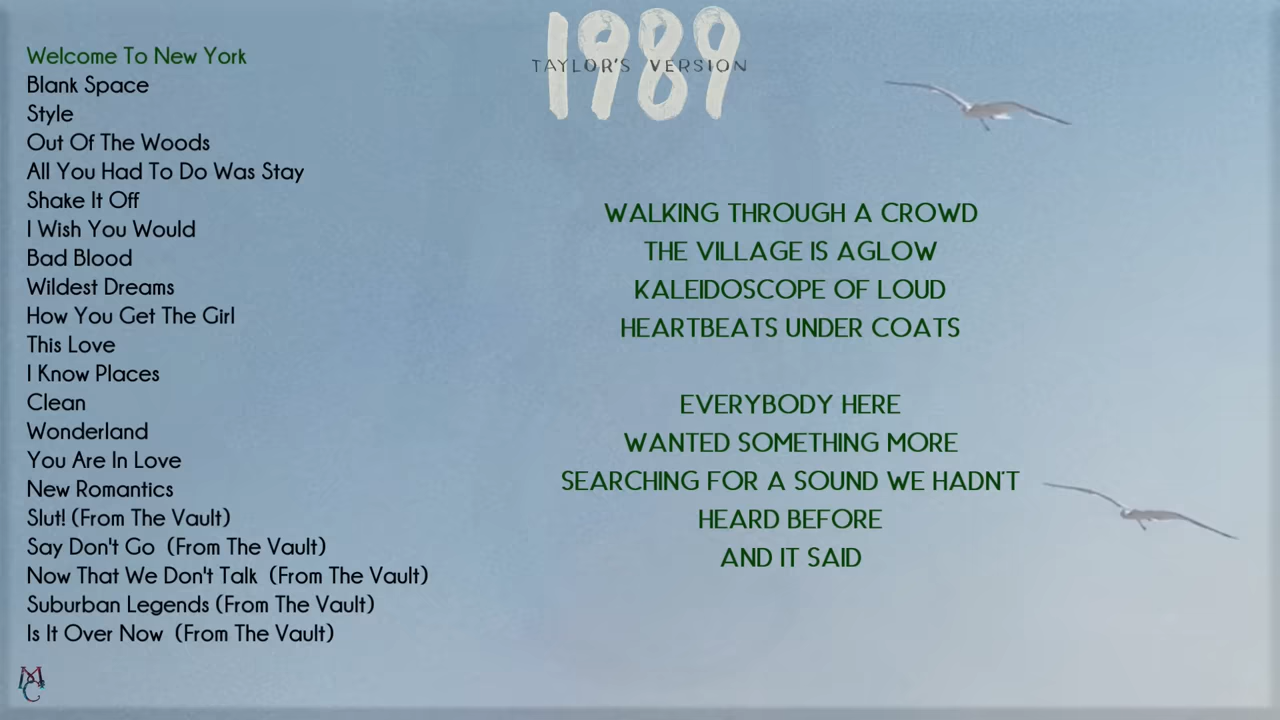 1989
TAYLOR'S VERSION
Welcome To New York
Blank Space
Style
Out Of The Woods
All You Had To Do Was Stay
Shake It Off
I Wish You Would
Bad Blood
Wildest Dreams
How You Get The Girl
This Love
I Know Places
Clean
Wonderland
You Are In Love
New Romantics
Slut! (From The Vault)
Say Don't Go (From The Vault)
Now That We Don't Talk (From The Vault)
Suburban Legends (From The Vault)
Is It Over Now (From The Vault)
WALKING THROUGH A CROWD
THE VILLAGE IS AGLOW
KALEIDOSCOPE OF LOUD
HEARTBEATS UNDER COATS
EVERYBODY HERE
WANTED SOMETHING MORE
SEARCHING FOR A SOUND WE HADN'T
HEARD BEFORE
AND IT SAID
MC